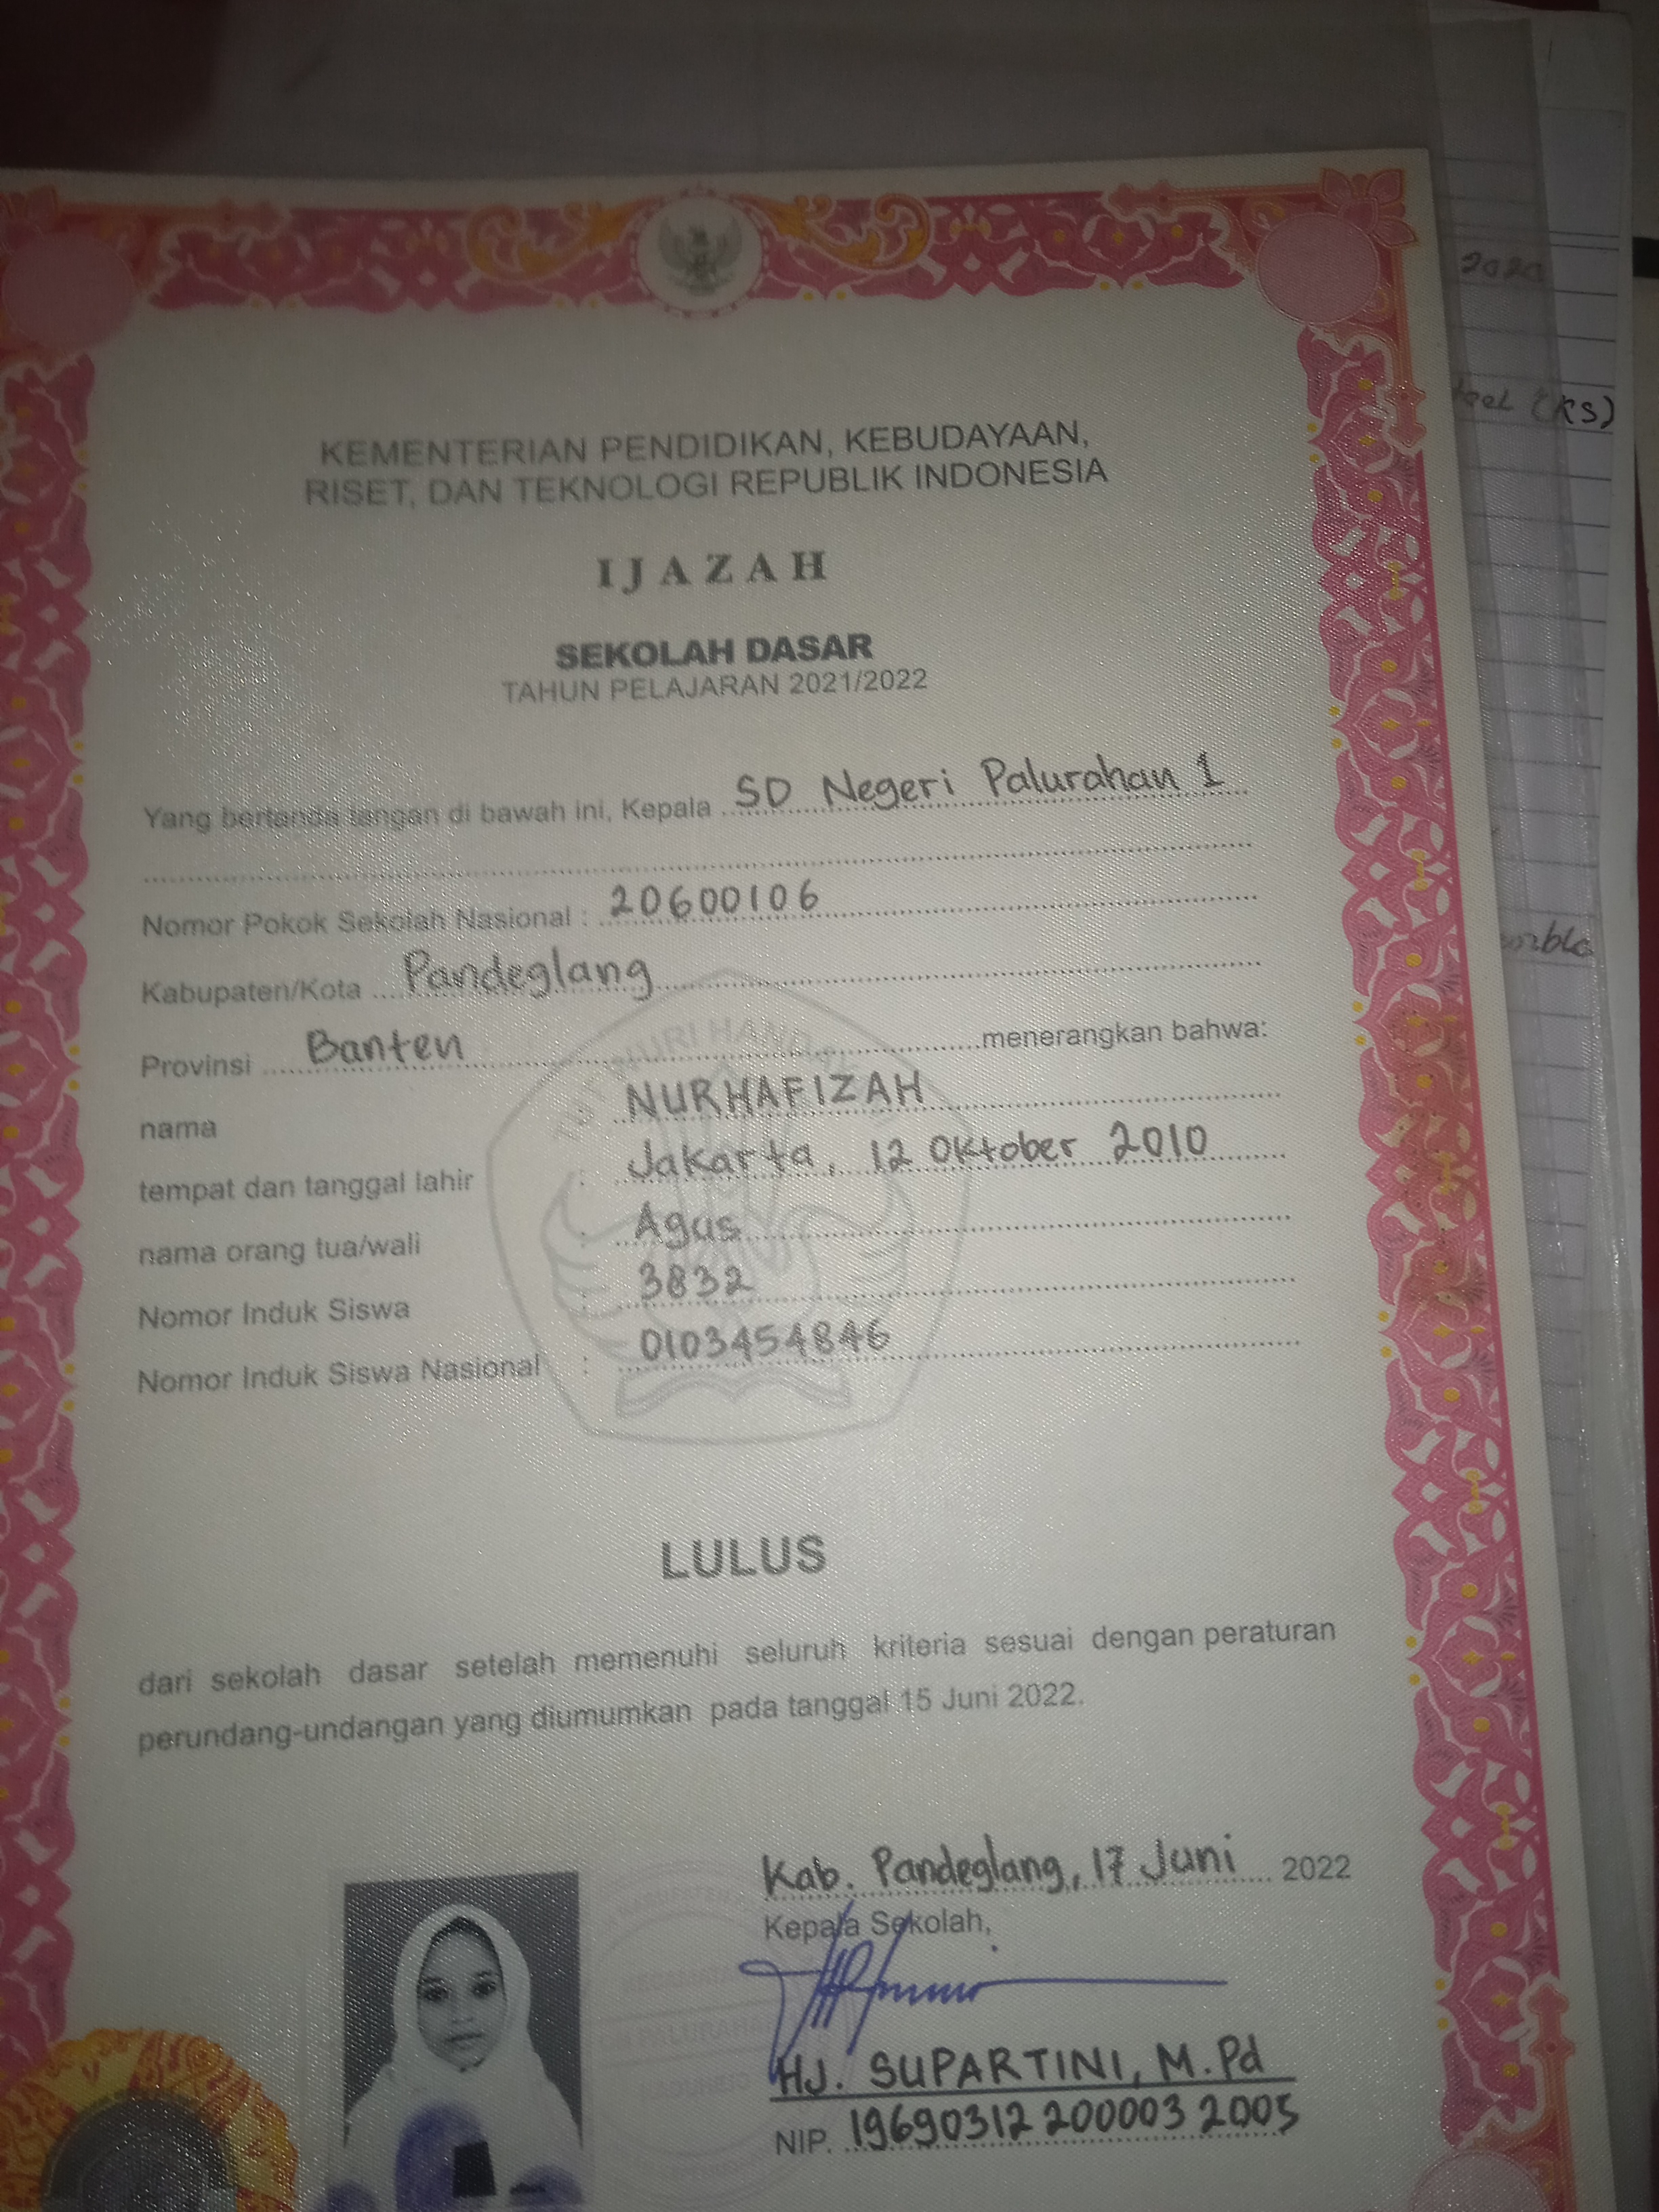 KEMENTERIAN PENDIDIKAN, KEBUDAYAAN,
RISET, DAN TEKNOLOGI REPUBLIK INDONESIA
IJAZAH
SEKOLAH DASAR
TAHUN PELAJARAN 2021/2022
Yang bertanda tangan di bawah ini, Kepala SD Negeri Palurahan 1
Nomor Pokok Sekolah Nasional : 20600106
Kabupaten/Kota Pandeglang
Provinsi Banten menerangkan bahwa:
nama : NURHAFIZAH
tempat dan tanggal lahir : Jakarta, 12 Oktober 2010
nama orang tua/wali : Agus
Nomor Induk Siswa : 3832
Nomor Induk Siswa Nasional : 0103454846
LULUS
dari sekolah dasar setelah memenuhi seluruh kriteria sesuai dengan peraturan
perundang-undangan yang diumumkan pada tanggal 15 Juni 2022.
Kab. Pandeglang, 17 Juni 2022
Kepala Sekolah,
HJ. SUPARTINI, M.Pd
NIP. 19690312 200003 2005
2020
(KS)